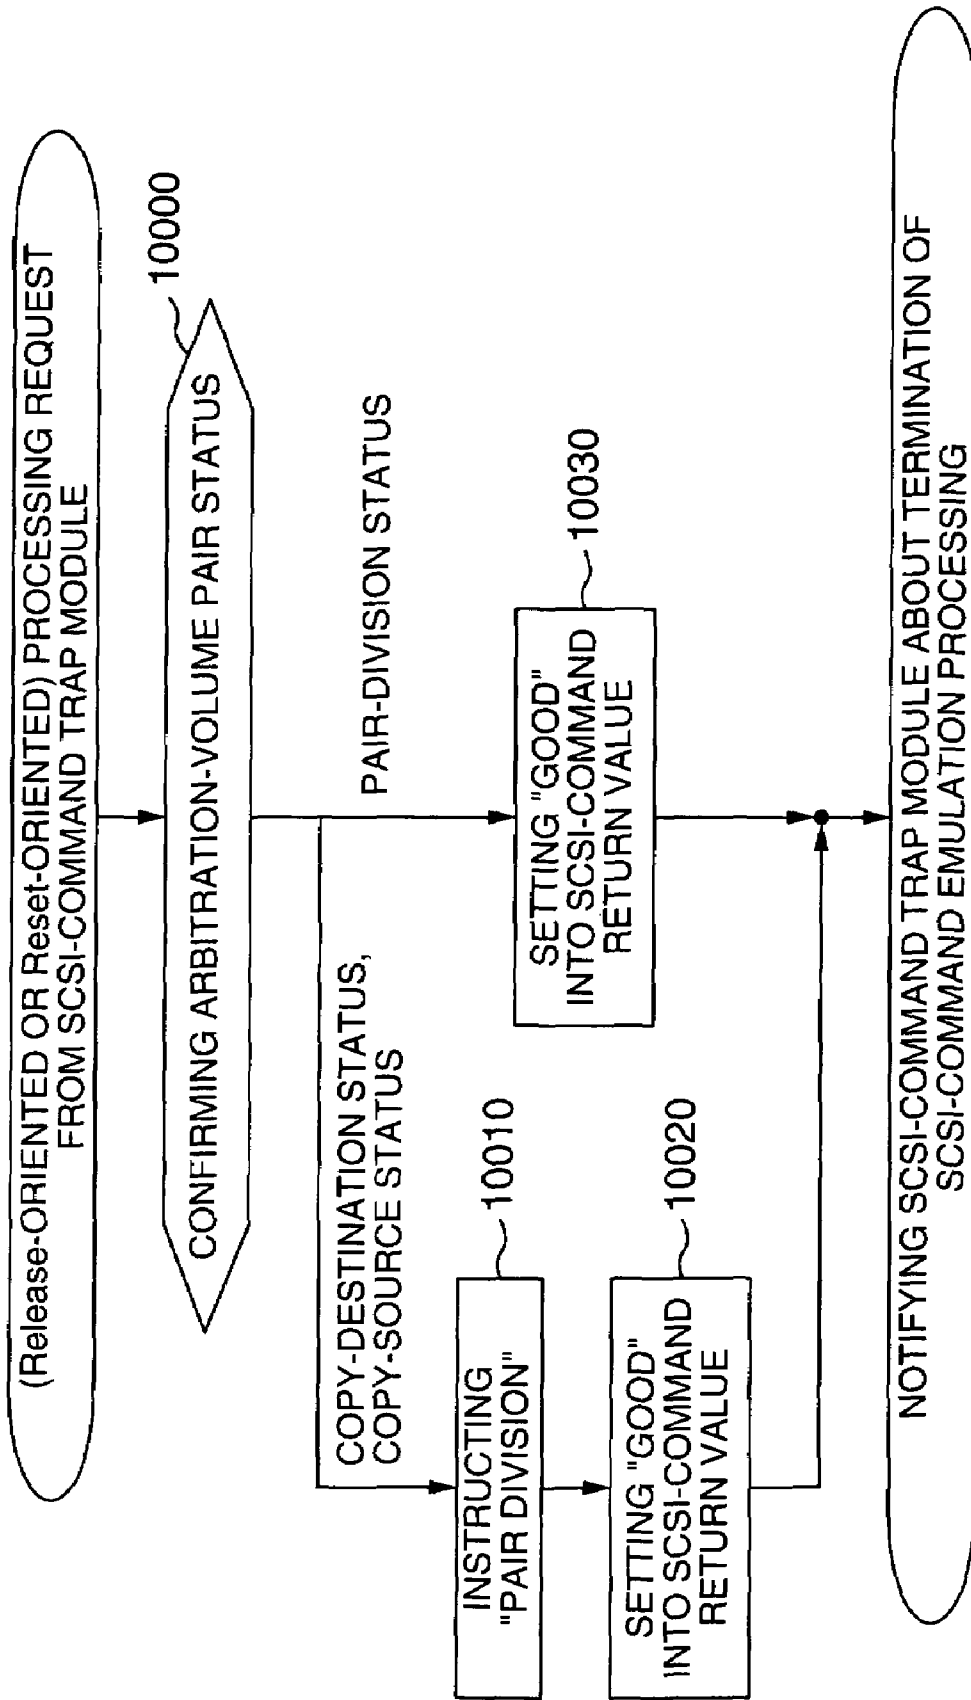 (Release-ORIENTED OR Reset-ORIENTED) PROCESSING REQUEST
FROM SCSI-COMMAND TRAP MODULE
10000
CONFIRMING ARBITRATION-VOLUME PAIR STATUS
COPY-DESTINATION STATUS,
COPY-SOURCE STATUS
PAIR-DIVISION STATUS
10010
INSTRUCTING
"PAIR DIVISION"
10020
SETTING "GOOD"
INTO SCSI-COMMAND
RETURN VALUE
10030
SETTING "GOOD"
INTO SCSI-COMMAND
RETURN VALUE
NOTIFYING SCSI-COMMAND TRAP MODULE ABOUT TERMINATION OF
SCSI-COMMAND EMULATION PROCESSING